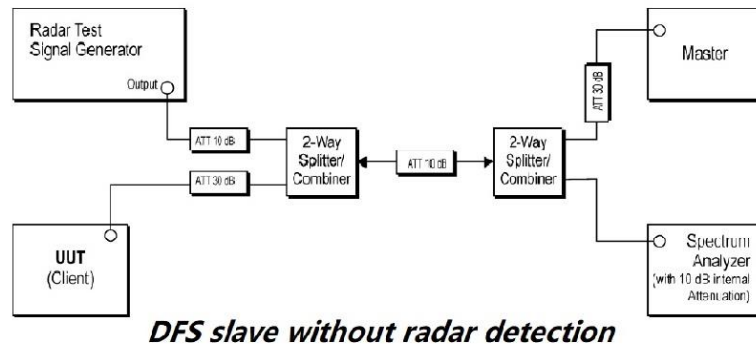 Radar Test
Signal Generator
Output
ATT 10 dB
ATT 30 dB
UUT
(Client)
2-Way
Splitter/
Combiner
ATT 10 dB
2-Way
Splitter/
Combiner
ATT 30 dB
Master
Spectrum
Analyzer
(with 10 dB internal
Attenuation)
DFS slave without radar detection